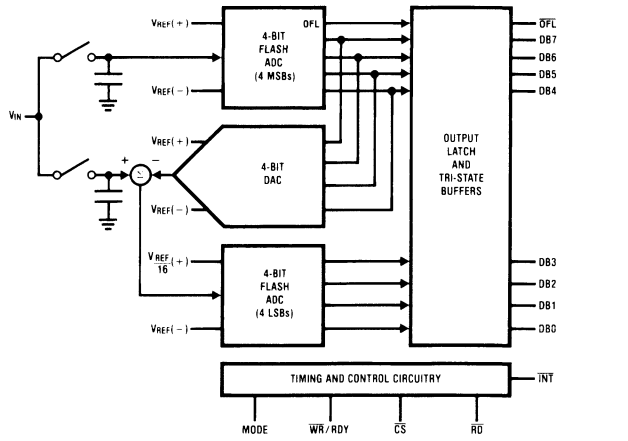 VREF(+)
4-BIT
FLASH
ADC
(4 MSBs)
OFL
VREF(−)
VIN
OFL
DB7
DB6
DB5
DB4
OUTPUT
LATCH
AND
TRI-STATE
BUFFERS
VREF(+)
4-BIT
DAC
VREF(−)
+
−
Σ
VREF(+)
16
4-BIT
FLASH
ADC
(4 LSBs)
VREF(−)
DB3
DB2
DB1
DB0
TIMING AND CONTROL CIRCUITRY
INT
MODE
WR/RDY
CS
RD